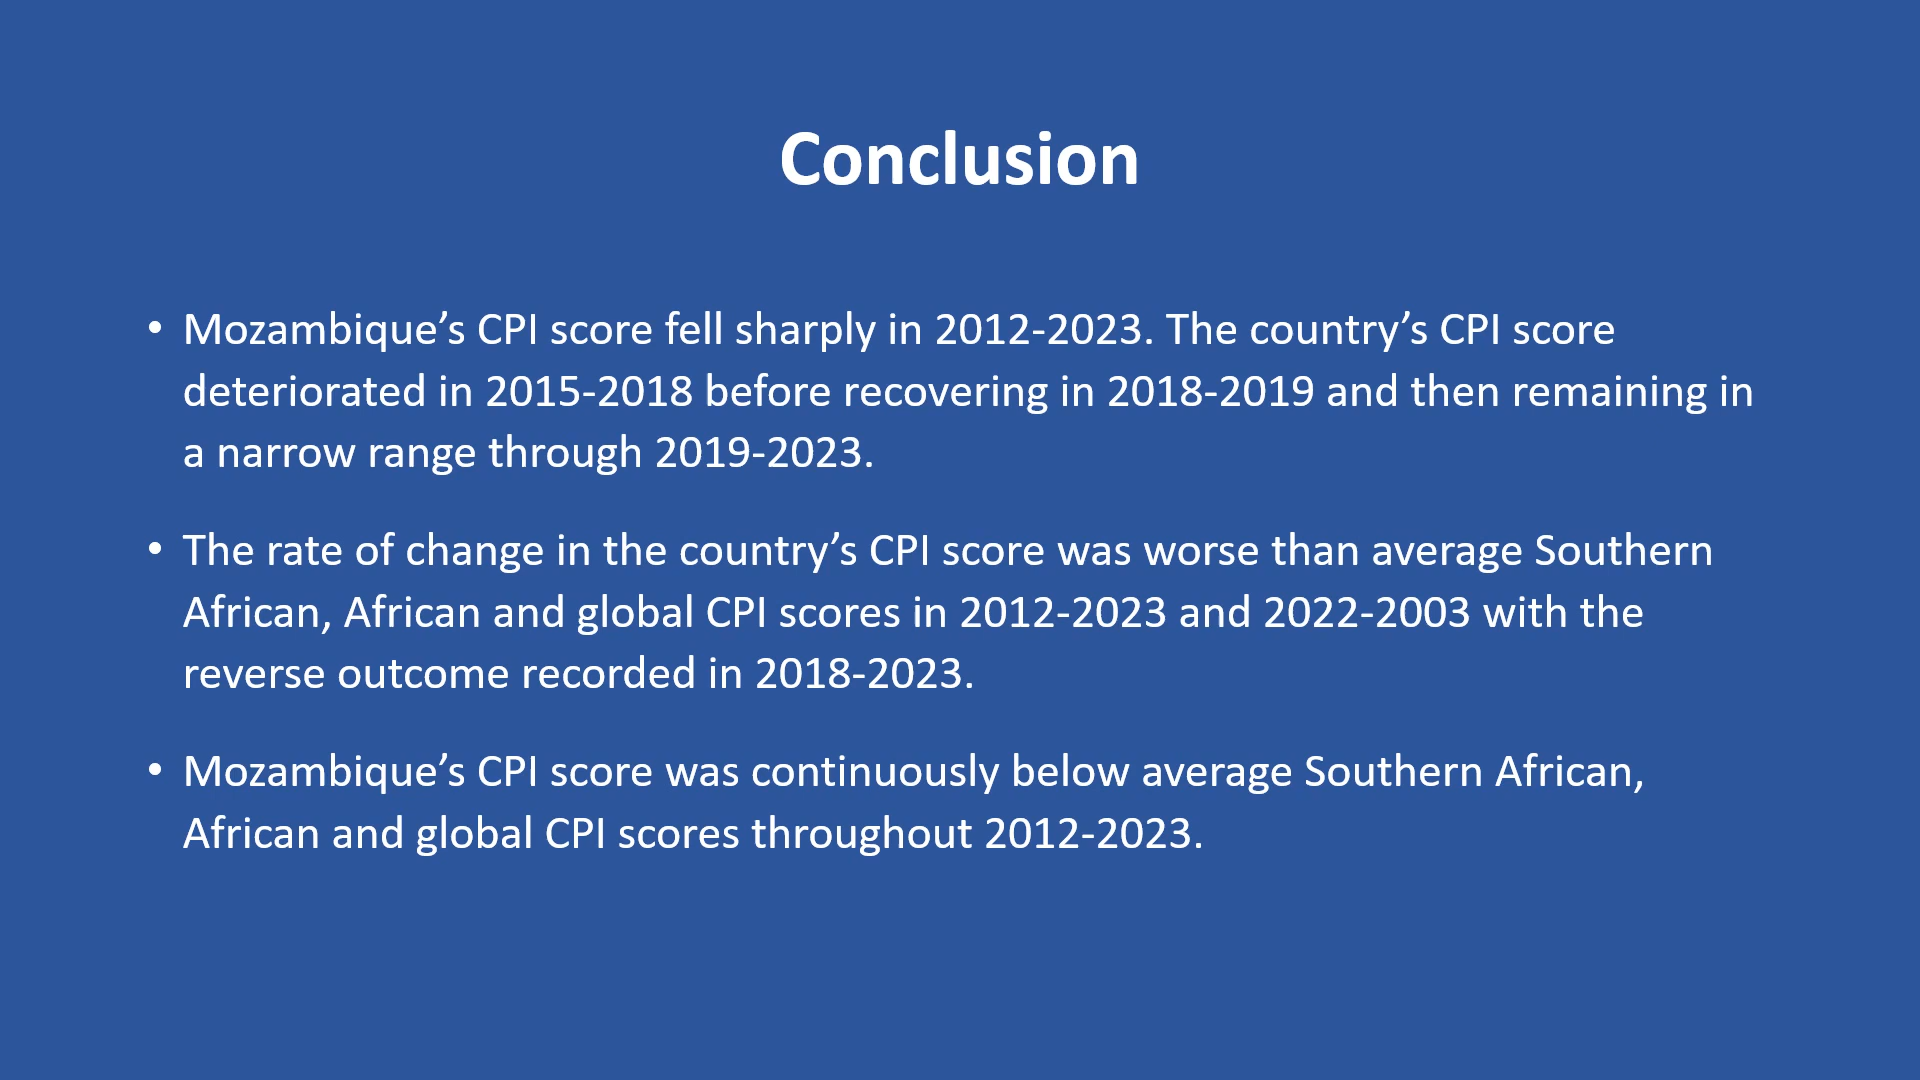 Conclusion
• Mozambique’s CPI score fell sharply in 2012-2023. The country’s CPI score
deteriorated in 2015-2018 before recovering in 2018-2019 and then remaining in
a narrow range through 2019-2023.
• The rate of change in the country’s CPI score was worse than average Southern
African, African and global CPI scores in 2012-2023 and 2022-2003 with the
reverse outcome recorded in 2018-2023.
• Mozambique’s CPI score was continuously below average Southern African,
African and global CPI scores throughout 2012-2023.